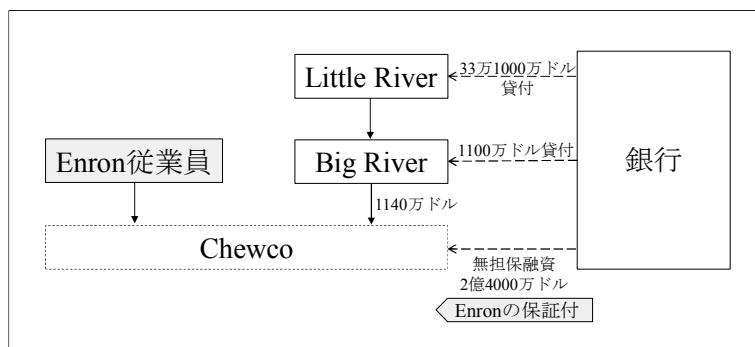 Little River
33万1000万ドル
貸付
Enron従業員
Big River
1100万ドル貸付
銀行
1140万ドル
Chewco
無担保融資
2億4000万ドル
Enronの保証付